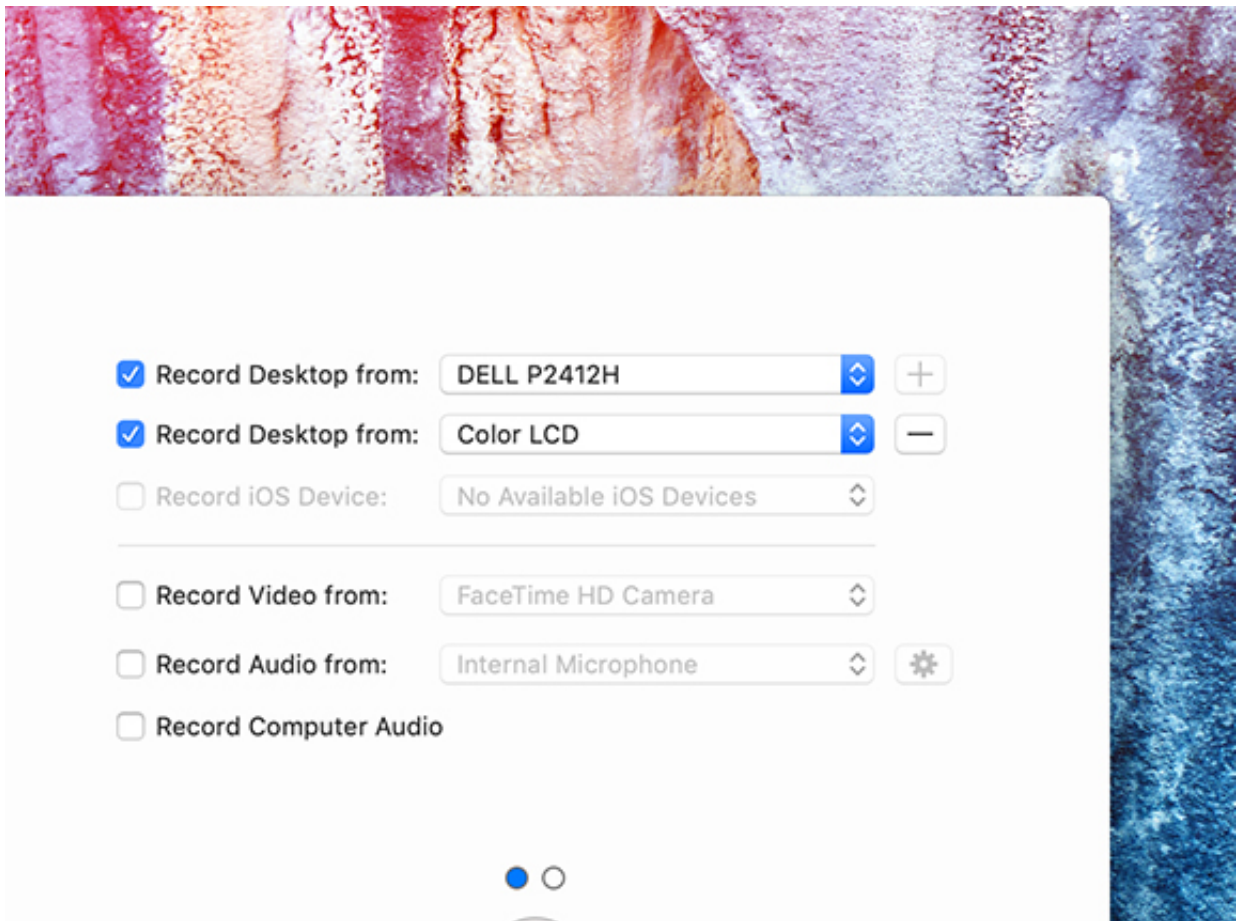 Record Desktop from: DELL P2412H
Record Desktop from: Color LCD
Record iOS Device: No Available iOS Devices
Record Video from: FaceTime HD Camera
Record Audio from: Internal Microphone
Record Computer Audio